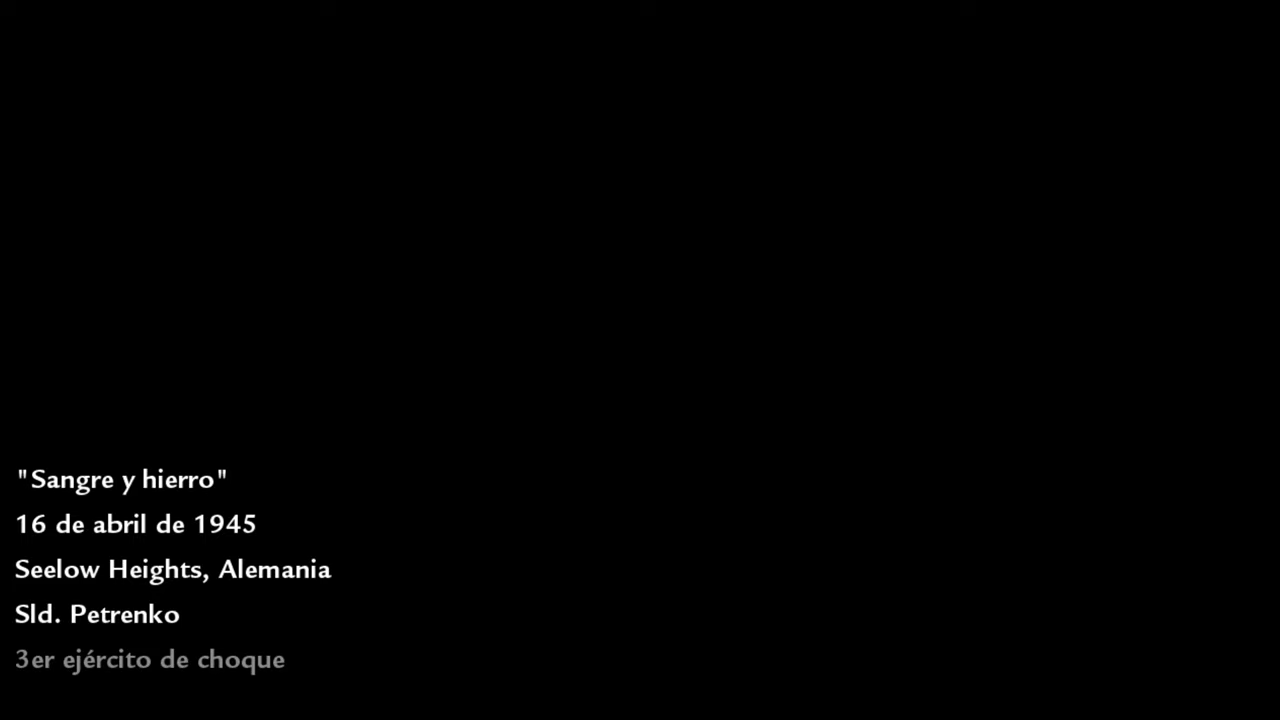 "Sangre y hierro"
16 de abril de 1945
Seelow Heights, Alemania
Sld. Petrenko
3er ejército de choque